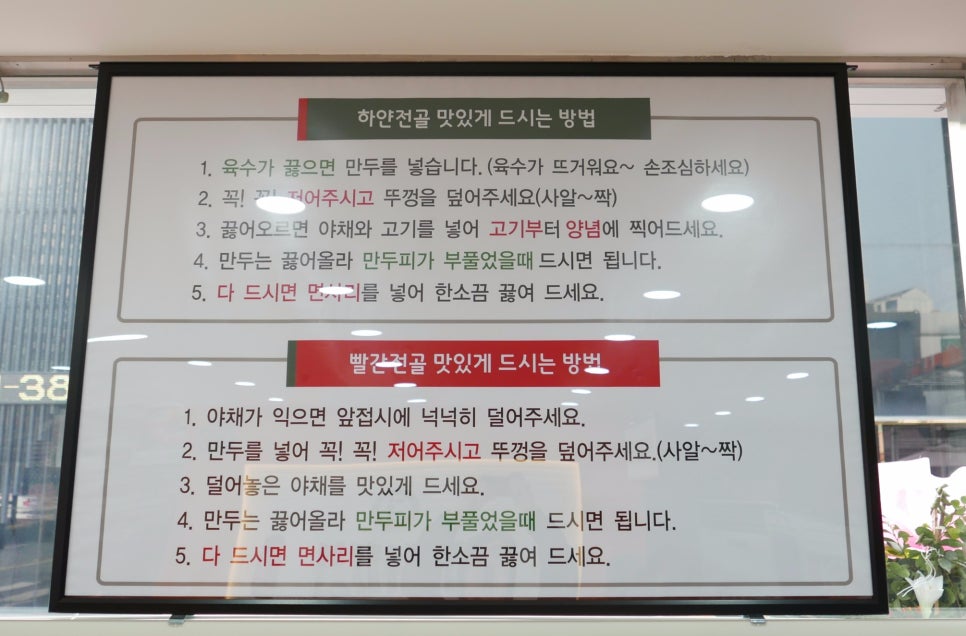 하얀전골 맛있게 드시는 방법
1. 육수가 끓으면 만두를 넣습니다.(육수가 뜨거워요~ 손조심하세요)
2. 꼭! 꼭! 저어주시고 뚜껑을 덮어주세요(사알~짝)
3. 끓어오르면 야채와 고기를 넣어 고기부터 양념에 찍어드세요.
4. 만두는 끓어올라 만두피가 부풀었을때 드시면 됩니다.
5. 다 드시면 면사리를 넣어 한소끔 끓여 드세요.
빨간전골 맛있게 드시는 방법
1. 야채가 익으면 앞접시에 넉넉히 덜어주세요.
2. 만두를 넣어 꼭! 꼭! 저어주시고 뚜껑을 덮어주세요.(사알~짝)
3. 덜어놓은 야채를 맛있게 드세요.
4. 만두는 끓어올라 만두피가 부풀었을때 드시면 됩니다.
5. 다 드시면 면사리를 넣어 한소끔 끓여 드세요.